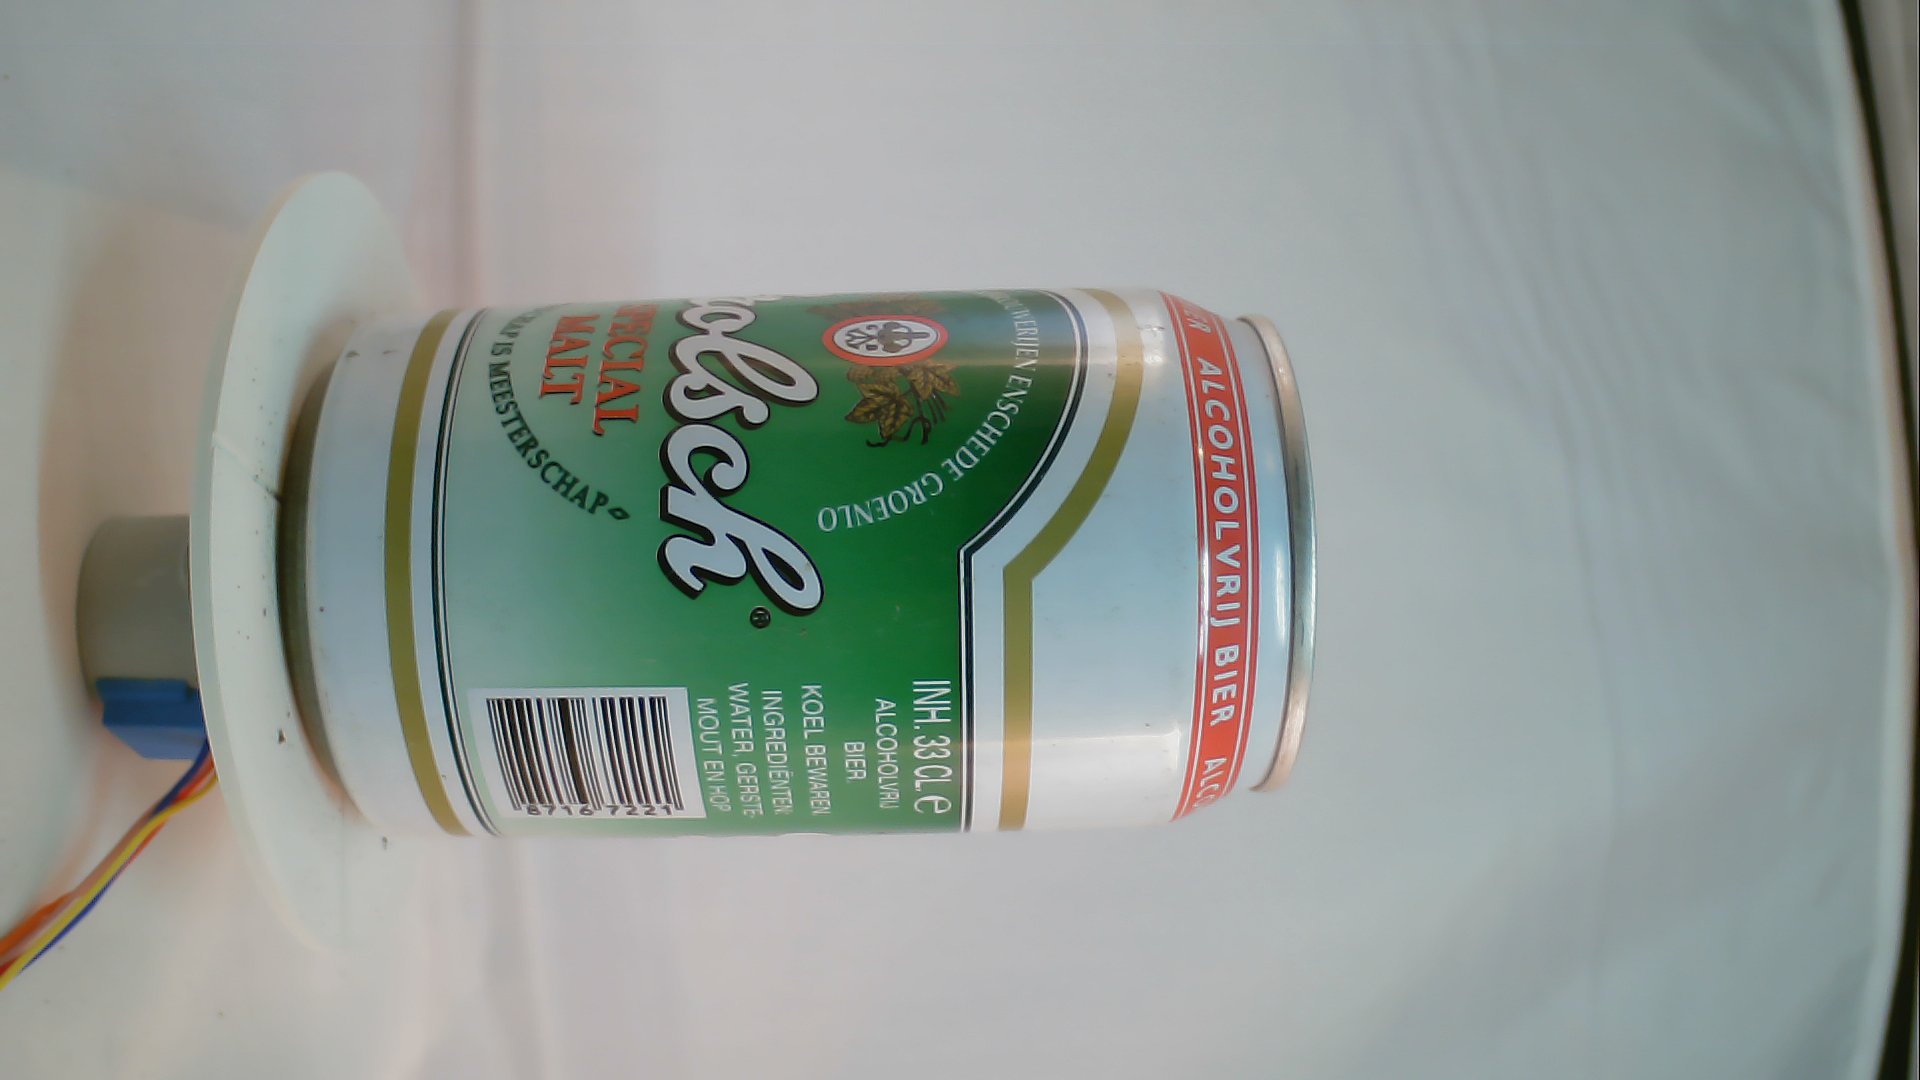 ALCOHOLVRIJ BIER
ENSCHEDE GROENLO
olsch®
SPECIAL
MALT
IS MEESTERSCHAP
INH. 33 CL. e
ALCOHOLVRIJ
BIER.
KOEL BEWAREN
INGREDIËNTEN:
WATER, GERSTE-
MOUT EN HOP
8716 7221